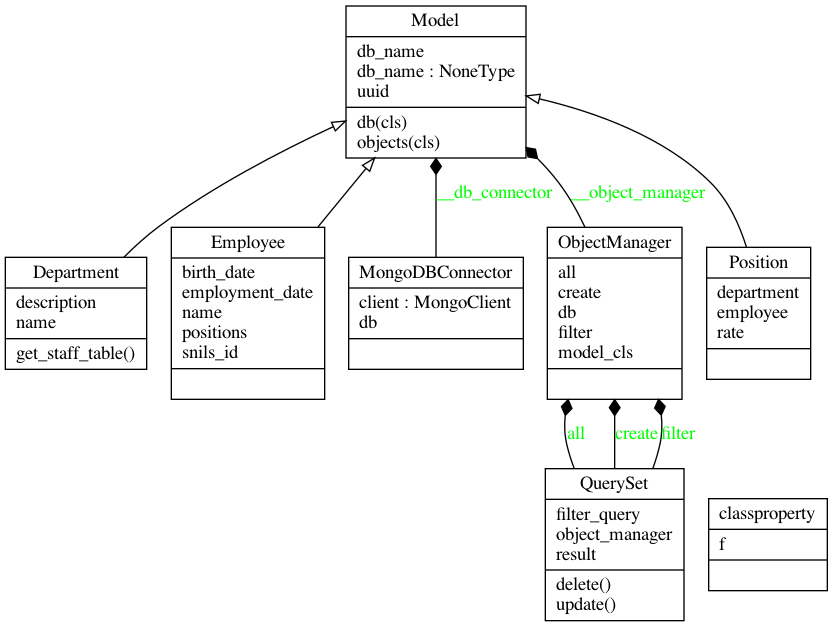 Model
db_name
db_name : NoneType
uuid
db(cls)
objects(cls)
__db_connector
__object_manager
Department
description
name
get_staff_table()
Employee
birth_date
employment_date
name
positions
snils_id
MongoDBConnector
client : MongoClient
db
ObjectManager
all
create
db
filter
model_cls
Position
department
employee
rate
all
create
filter
QuerySet
filter_query
object_manager
result
delete()
update()
classproperty
f